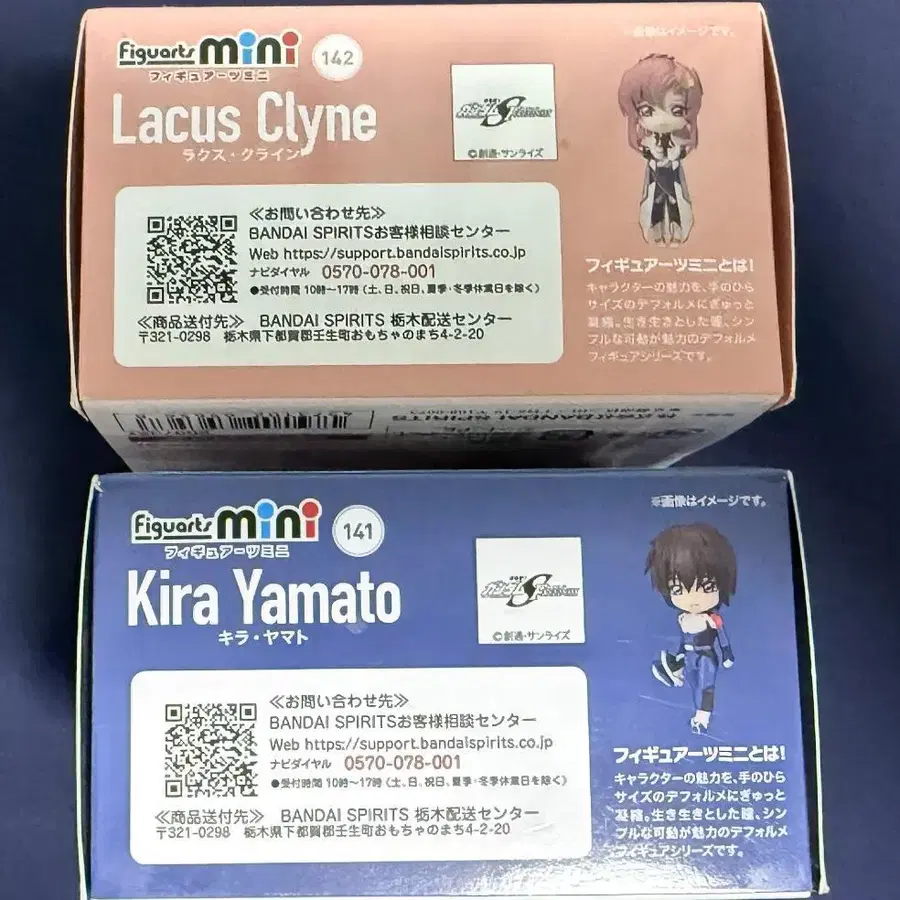 Figuarts mini 142
フィギュアーツミニ
Lacus Clyne
ラクス・クライン
©創通・サンライズ
※画像はイメージです。
≪お問い合わせ先≫
BANDAI SPIRITSお客様相談センター
Web https://support.bandaispirits.co.jp
ナビダイヤル 0570-078-001
●受付時間 10時～17時(土、日、祝日、夏季・冬季休業日を除く)
≪商品送付先≫ BANDAI SPIRITS 栃木配送センター
〒321-0298 栃木県下都賀郡壬生町おもちゃのまち4-2-20
フィギュアーツミニとは!
キャラクターの魅力を、手のひら
サイズのデフォルメにぎゅっと
凝縮。生き生きとした瞳、シン
プルな可動が魅力のデフォルメ
フィギュアシリーズです。
Figuarts mini 141
フィギュアーツミニ
Kira Yamato
キラ・ヤマト
©創通・サンライズ
※画像はイメージです。
≪お問い合わせ先≫
BANDAI SPIRITSお客様相談センター
Web https://support.bandaispirits.co.jp
ナビダイヤル 0570-078-001
●受付時間 10時～17時(土、日、祝日、夏季・冬季休業日を除く)
≪商品送付先≫ BANDAI SPIRITS 栃木配送センター
〒321-0298 栃木県下都賀郡壬生町おもちゃのまち4-2-20
フィギュアーツミニとは!
キャラクターの魅力を、手のひら
サイズのデフォルメにぎゅっと
凝縮。生き生きとした瞳、シン
プルな可動が魅力のデフォルメ
フィギュアシリーズです。